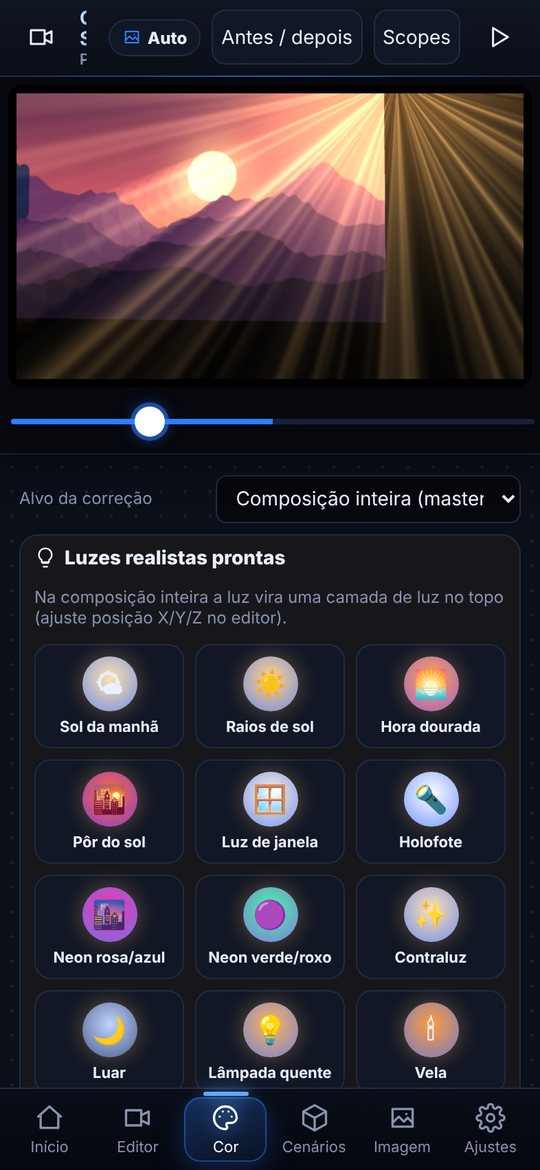 Auto
Antes / depois
Scopes
Alvo da correção
Composição inteira (master
Luzes realistas prontas
Na composição inteira a luz vira uma camada de luz no topo
(ajuste posição X/Y/Z no editor).
Sol da manhã
Raios de sol
Hora dourada
Pôr do sol
Luz de janela
Holofote
Neon rosa/azul
Neon verde/roxo
Contraluz
Luar
Lâmpada quente
Vela
Início
Editor
Cor
Cenários
Imagem
Ajustes